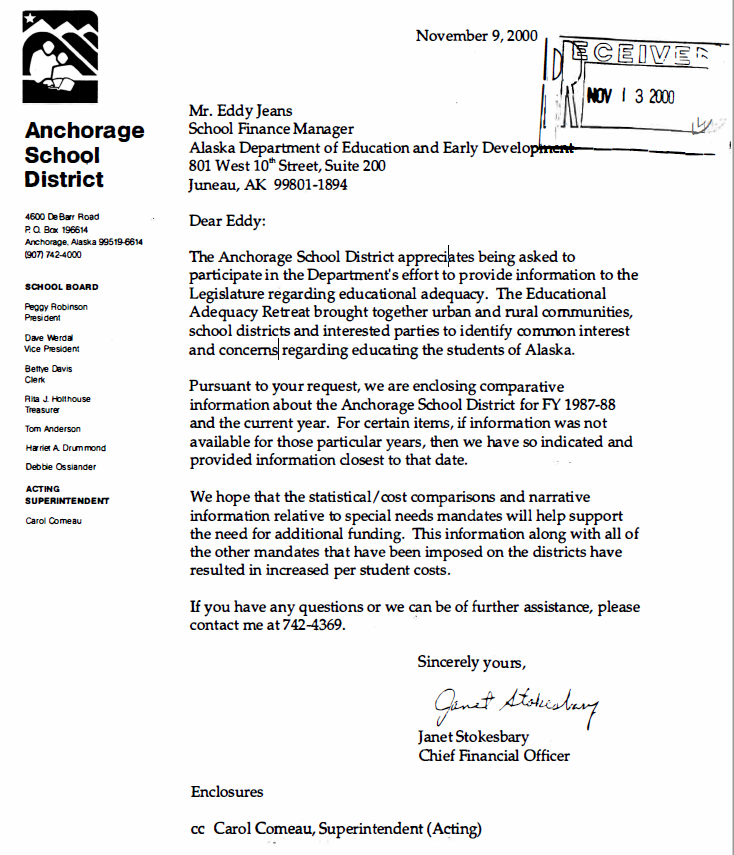 November 9, 2000
RECEIVED
NOV 13 2000
Anchorage
School
District
4600 DeBarr Road
P. O. Box 196614
Anchorage, Alaska 99519-6614
(907) 742-4000
SCHOOL BOARD
Peggy Robinson
President
Dave Werdal
Vice President
Bettye Davis
Clerk
Rita J. Holthouse
Treasurer
Tom Anderson
Harriet A. Drummond
Debbie Ossiander
ACTING
SUPERINTENDENT
Carol Comeau
Mr. Eddy Jeans
School Finance Manager
Alaska Department of Education and Early Development
801 West 10th Street, Suite 200
Juneau, AK 99801-1894
Dear Eddy:
The Anchorage School District appreciates being asked to
participate in the Department's effort to provide information to the
Legislature regarding educational adequacy. The Educational
Adequacy Retreat brought together urban and rural communities,
school districts and interested parties to identify common interest
and concerns regarding educating the students of Alaska.
Pursuant to your request, we are enclosing comparative
information about the Anchorage School District for FY 1987-88
and the current year. For certain items, if information was not
available for those particular years, then we have so indicated and
provided information closest to that date.
We hope that the statistical/cost comparisons and narrative
information relative to special needs mandates will help support
the need for additional funding. This information along with all of
the other mandates that have been imposed on the districts have
resulted in increased per student costs.
If you have any questions or we can be of further assistance, please
contact me at 742-4369.
Sincerely yours,
Janet Stokesbary
Janet Stokesbary
Chief Financial Officer
Enclosures
cc Carol Comeau, Superintendent (Acting)